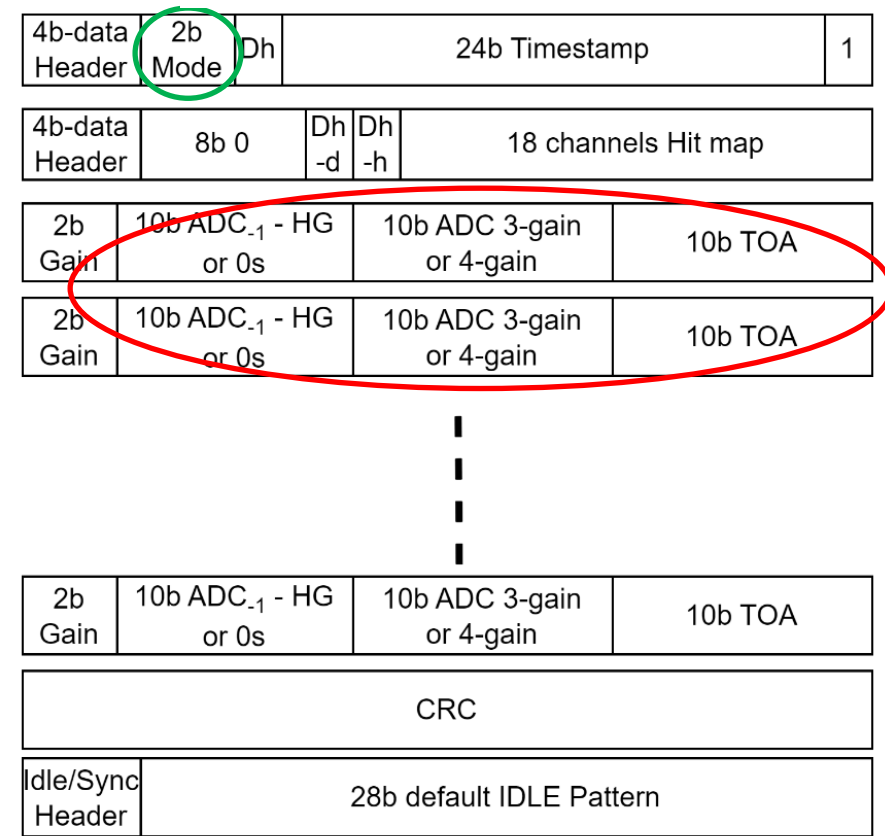 4b-data Header 2b Mode Dh 24b Timestamp 1
4b-data Header 8b 0 Dh -d Dh -h 18 channels Hit map
2b Gain 10b ADC-1 - HG or 0s 10b ADC 3-gain or 4-gain 10b TOA
2b Gain 10b ADC-1 - HG or 0s 10b ADC 3-gain or 4-gain 10b TOA
2b Gain 10b ADC-1 - HG or 0s 10b ADC 3-gain or 4-gain 10b TOA
CRC
Idle/Sync Header 28b default IDLE Pattern